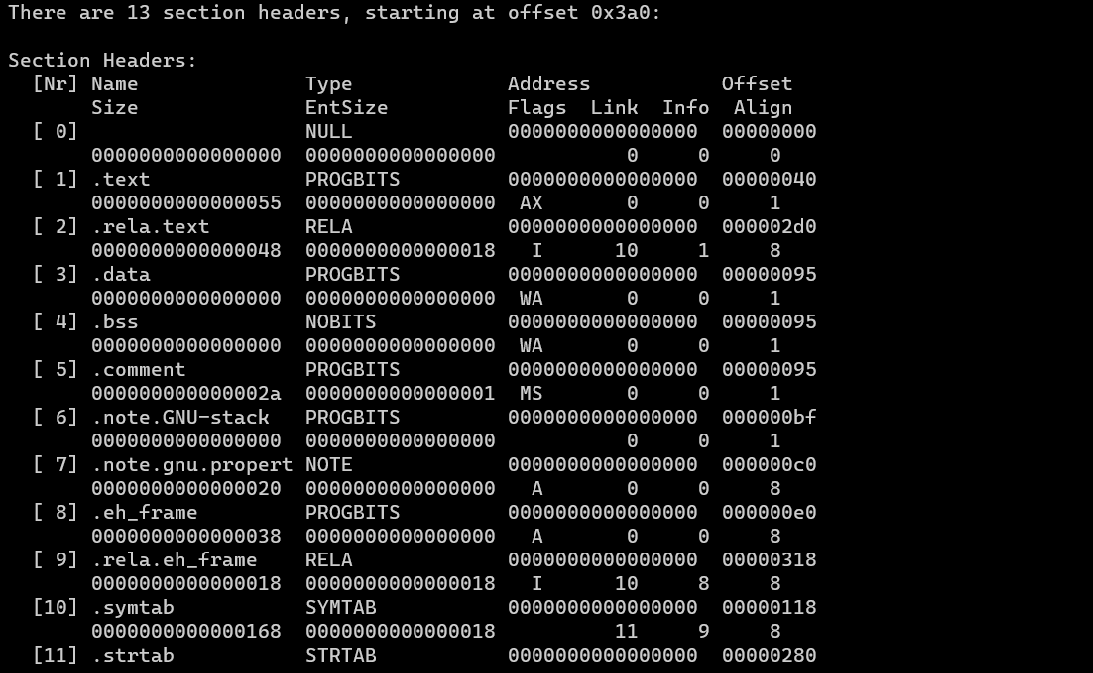 There are 13 section headers, starting at offset 0x3a0:

Section Headers:
  [Nr] Name              Type             Address           Offset
       Size              EntSize          Flags  Link  Info  Align
  [ 0]                   NULL             0000000000000000  00000000
       0000000000000000  0000000000000000           0     0     0
  [ 1] .text             PROGBITS         0000000000000000  00000040
       0000000000000055  0000000000000000  AX       0     0     1
  [ 2] .rela.text        RELA             0000000000000000  000002d0
       0000000000000048  0000000000000018   I      10     1     8
  [ 3] .data             PROGBITS         0000000000000000  00000095
       0000000000000000  0000000000000000  WA       0     0     1
  [ 4] .bss              NOBITS           0000000000000000  00000095
       0000000000000000  0000000000000000  WA       0     0     1
  [ 5] .comment          PROGBITS         0000000000000000  00000095
       000000000000002a  0000000000000001  MS       0     0     1
  [ 6] .note.GNU-stack   PROGBITS         0000000000000000  000000bf
       0000000000000000  0000000000000000           0     0     1
  [ 7] .note.gnu.propert NOTE             0000000000000000  000000c0
       0000000000000020  0000000000000000   A       0     0     8
  [ 8] .eh_frame         PROGBITS         0000000000000000  000000e0
       0000000000000038  0000000000000000   A       0     0     8
  [ 9] .rela.eh_frame    RELA             0000000000000000  00000318
       0000000000000018  0000000000000018   I      10     8     8
  [10] .symtab           SYMTAB           0000000000000000  00000118
       0000000000000168  0000000000000018          11     9     8
  [11] .strtab           STRTAB           0000000000000000  00000280